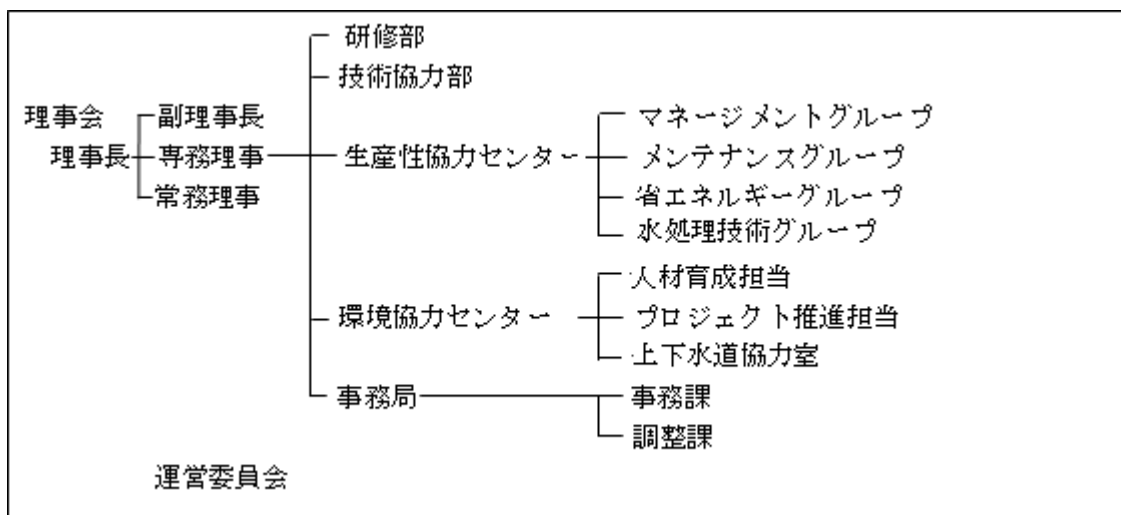 研修部
技術協力部
理事会 副理事長 マネージメントグループ
理事長 専務理事 生産性協力センター メンテナンスグループ
常務理事 省エネルギーグループ
水処理技術グループ
人材育成担当
環境協力センター プロジェクト推進担当
上下水道協力室
事務局 事務課
調整課
運営委員会